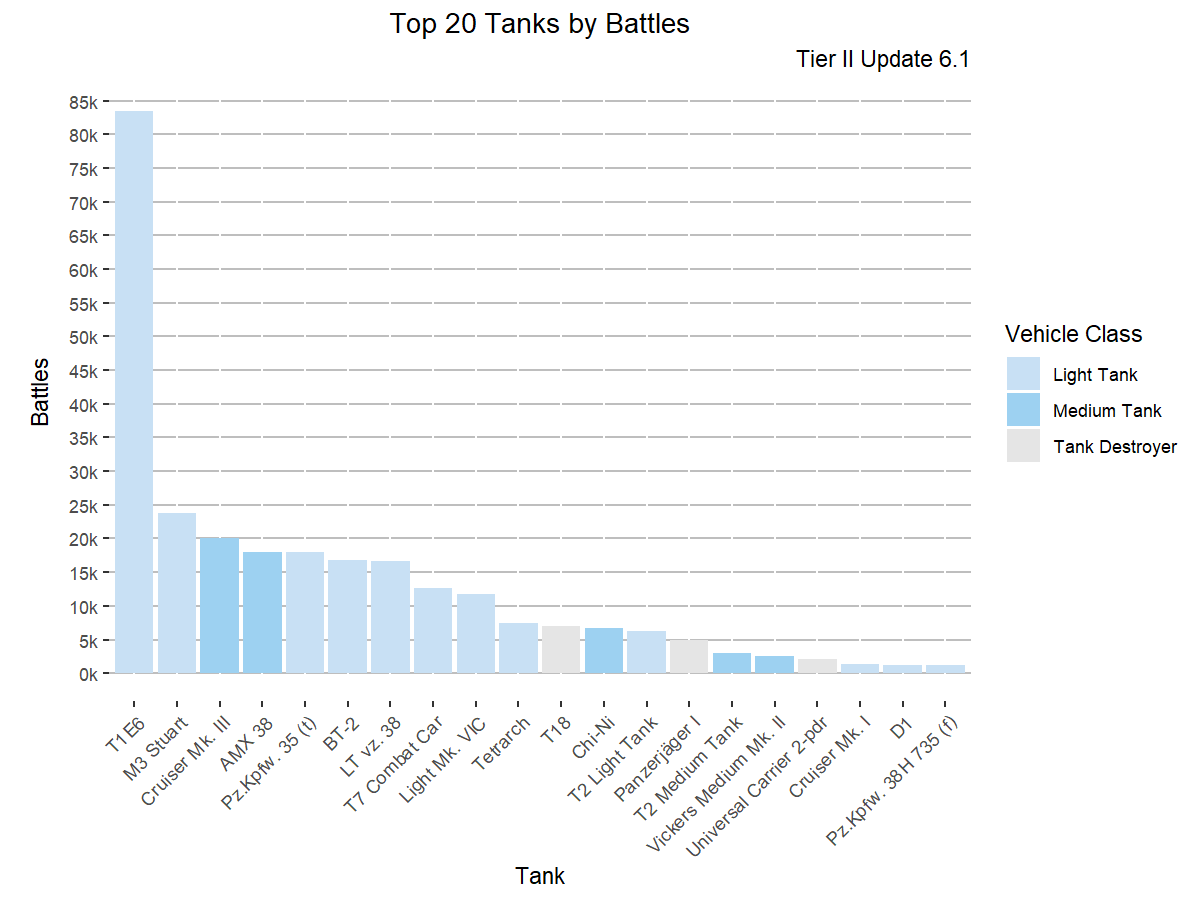 Top 20 Tanks by Battles
Tier II Update 6.1
85k
80k
75k
70k
65k
60k
55k
50k
45k
40k
35k
30k
25k
20k
15k
10k
5k
0k
Battles
T1E6
M3 Stuart
Cruiser Mk. III
AMX 38
Pz.Kpfw. 35 (t)
BT-2
LT vz. 38
T7 Combat Car
Light Mk. VIC
Tetrarch
T18
Chi-Ni
T2 Light Tank
Panzerjäger I
T2 Medium Tank
Vickers Medium Mk. II
Universal Carrier 2-pdr
Cruiser Mk. I
D1
Pz.Kpfw. 38 H 735 (f)
Tank
Vehicle Class
Light Tank
Medium Tank
Tank Destroyer